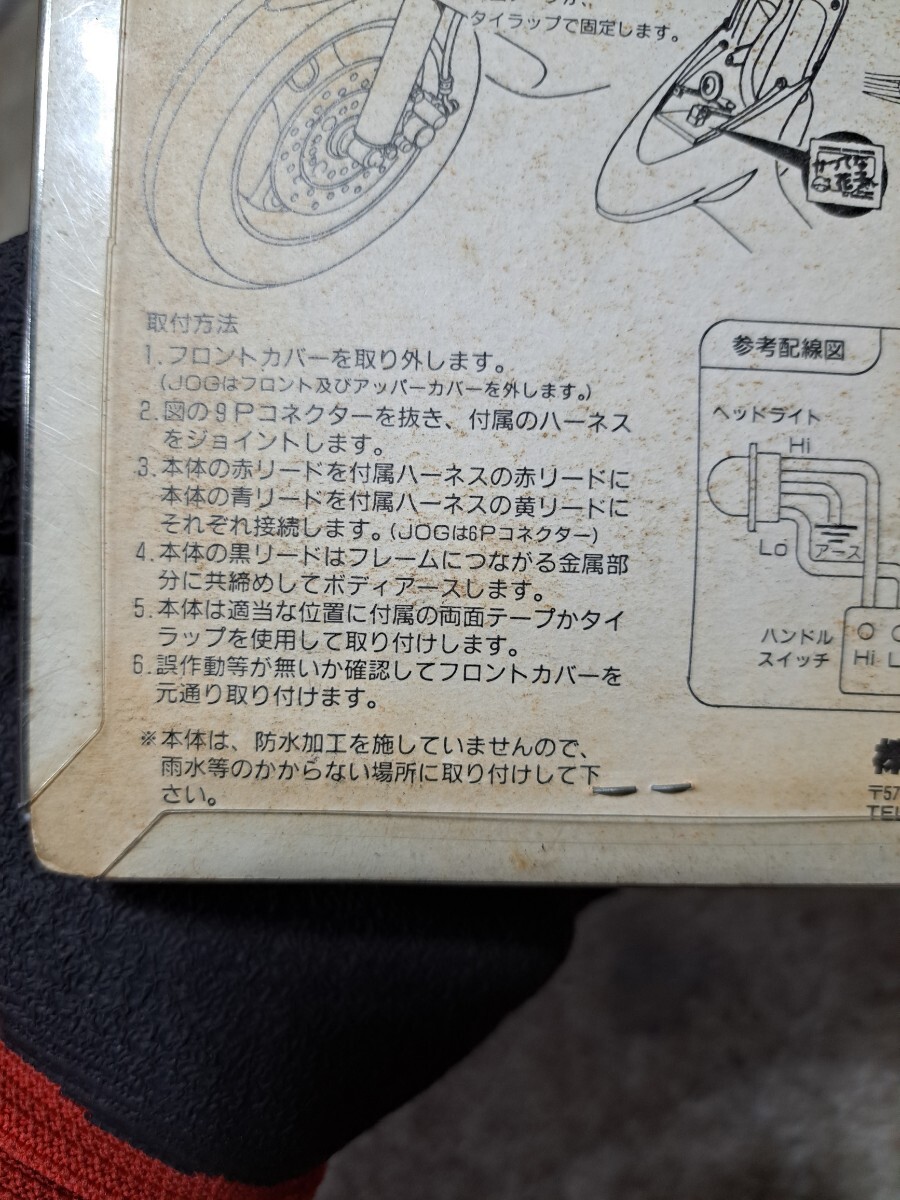 タイラップで固定します。
かってな
花火
取付方法
1.フロントカバーを取り外します。
(JOGはフロント及びアッパーカバーを外します。)
2.図の9Pコネクターを抜き、付属のハーネス
をジョイントします。
3.本体の赤リードを付属ハーネスの赤リードに
本体の青リードを付属ハーネスの黄リードに
それぞれ接続します。(JOGは6Pコネクター)
4.本体の黒リードはフレームにつながる金属部
分に共締めしてボディアースします。
5.本体は適当な位置に付属の両面テープかタイ
ラップを使用して取り付けします。
6.誤作動等が無いか確認してフロントカバーを
元通り取り付けます。
※本体は、防水加工を施していませんので、
雨水等のかからない場所に取り付けして下
さい。
参考配線図
ヘッドライト
Hi
Lo
アース
ハンドル
スイッチ
Hi L
株
〒57
TEL